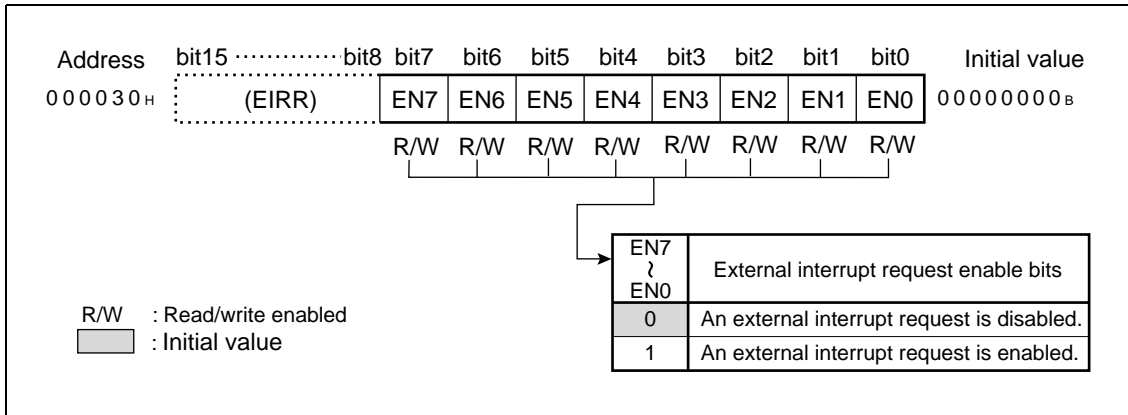 Address bit15 ············· bit8 bit7 bit6 bit5 bit4 bit3 bit2 bit1 bit0 Initial value
000030H (EIRR) EN7 EN6 EN5 EN4 EN3 EN2 EN1 EN0 00000000B
R/W R/W R/W R/W R/W R/W R/W R/W
EN7
~
EN0
External interrupt request enable bits
0 An external interrupt request is disabled.
1 An external interrupt request is enabled.
R/W : Read/write enabled
: Initial value